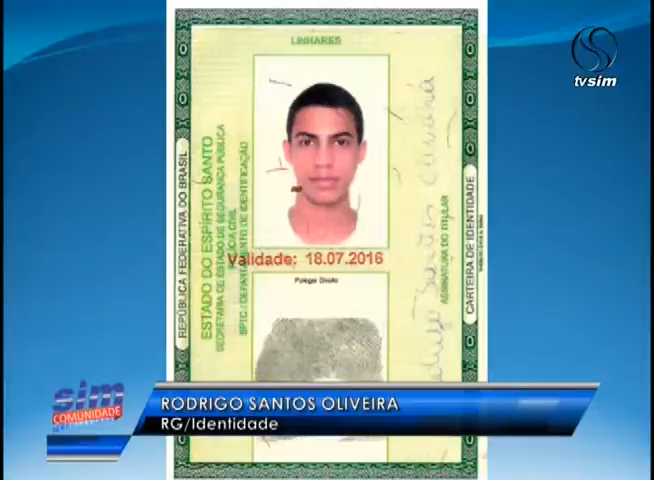 LINHARES
tvsim
REPÚBLICA FEDERATIVA DO BRASIL
ESTADO DO ESPÍRITO SANTO
SECRETARIA DE ESTADO DE SEGURANÇA PÚBLICA
POLÍCIA CIVIL
SPTC / DEPARTAMENTO DE IDENTIFICAÇÃO
Validade: 18.07.2016
Polegar Direito
Santos Oliveira
ASSINATURA DO TITULAR
CARTEIRA DE IDENTIDADE
sim
COMUNIDADE
RODRIGO SANTOS OLIVEIRA
RG/Identidade